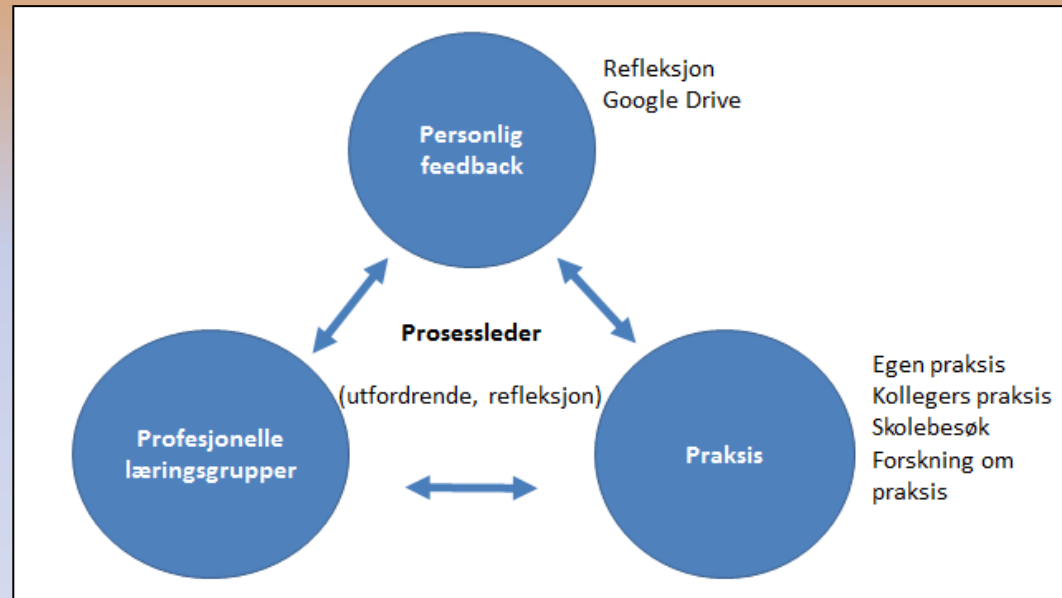 Refleksjon
Google Drive
Personlig
feedback
Prosessleder
(utfordrende, refleksjon)
Profesjonelle
læringsgrupper
Praksis
Egen praksis
Kollegers praksis
Skolebesøk
Forskning om
praksis